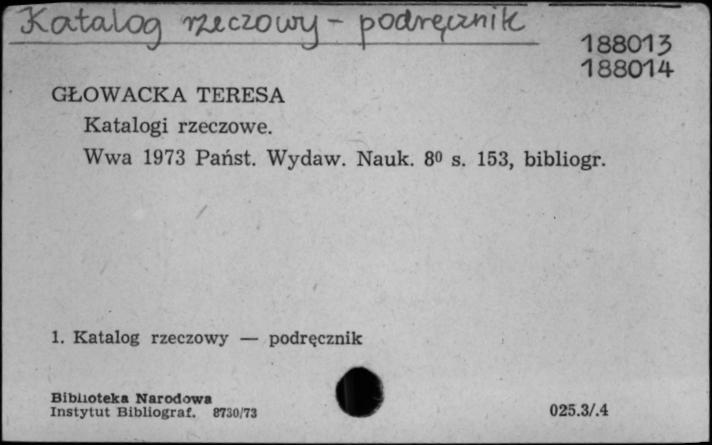 Katalog rzeczowy - podręcznik
188013
188014
GŁOWACKA TERESA
Katalogi rzeczowe.
Wwa 1973 Państ. Wydaw. Nauk. 8⁰ s. 153, bibliogr.
1. Katalog rzeczowy — podręcznik
Biblioteka Narodowa
Instytut Bibliograf. 8730/73
025.3/.4